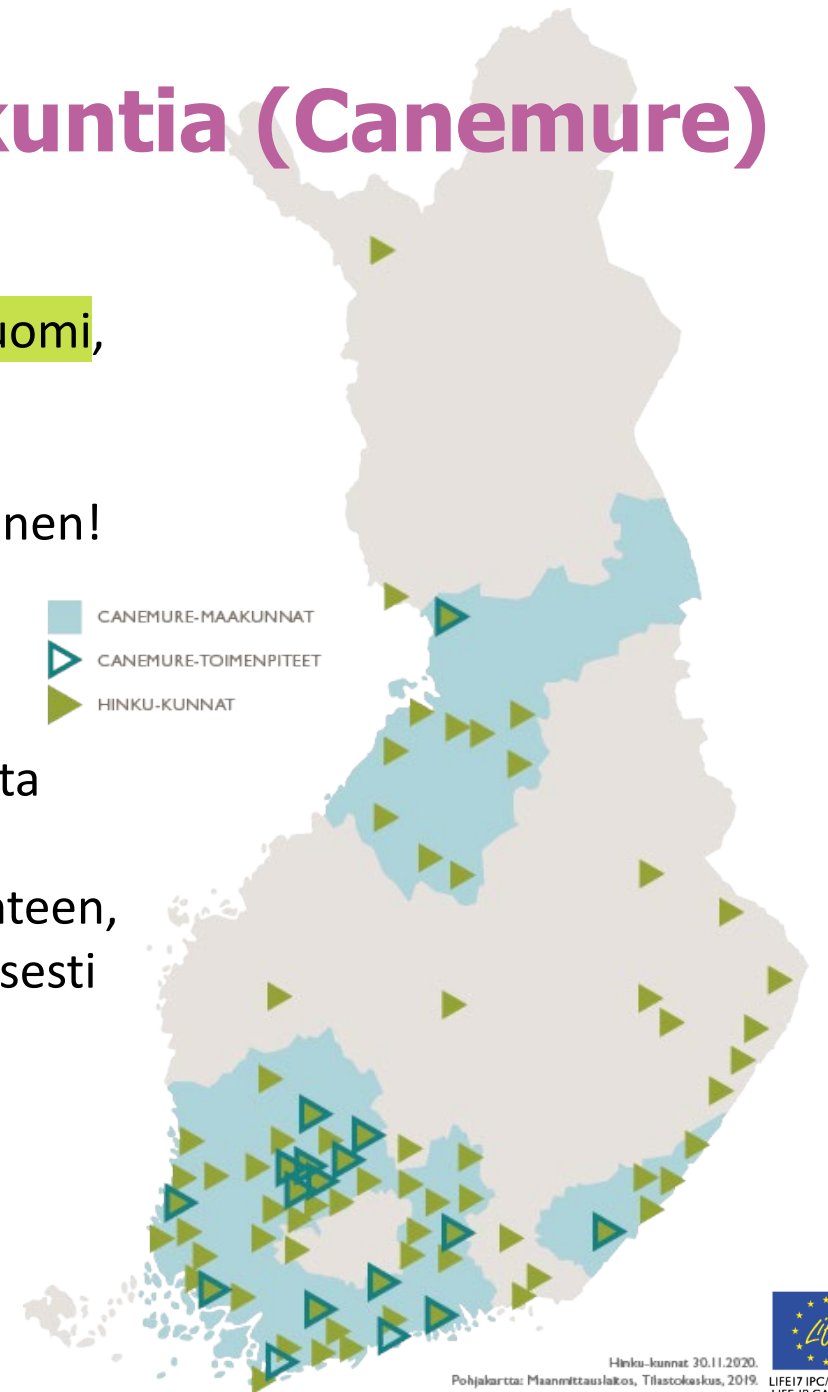 kuntia (Canemure)
uomi,
nen!
CANEMURE-MAAKUNNAT
CANEMURE-TOIMENPITEET
HINKU-KUNNAT
ta
nteen,
sesti
Hinku-kunnat 30.11.2020.
Pohjakartta: Maanmittauslaitos, Tilastokeskus, 2019.
LIFE17 IPC/